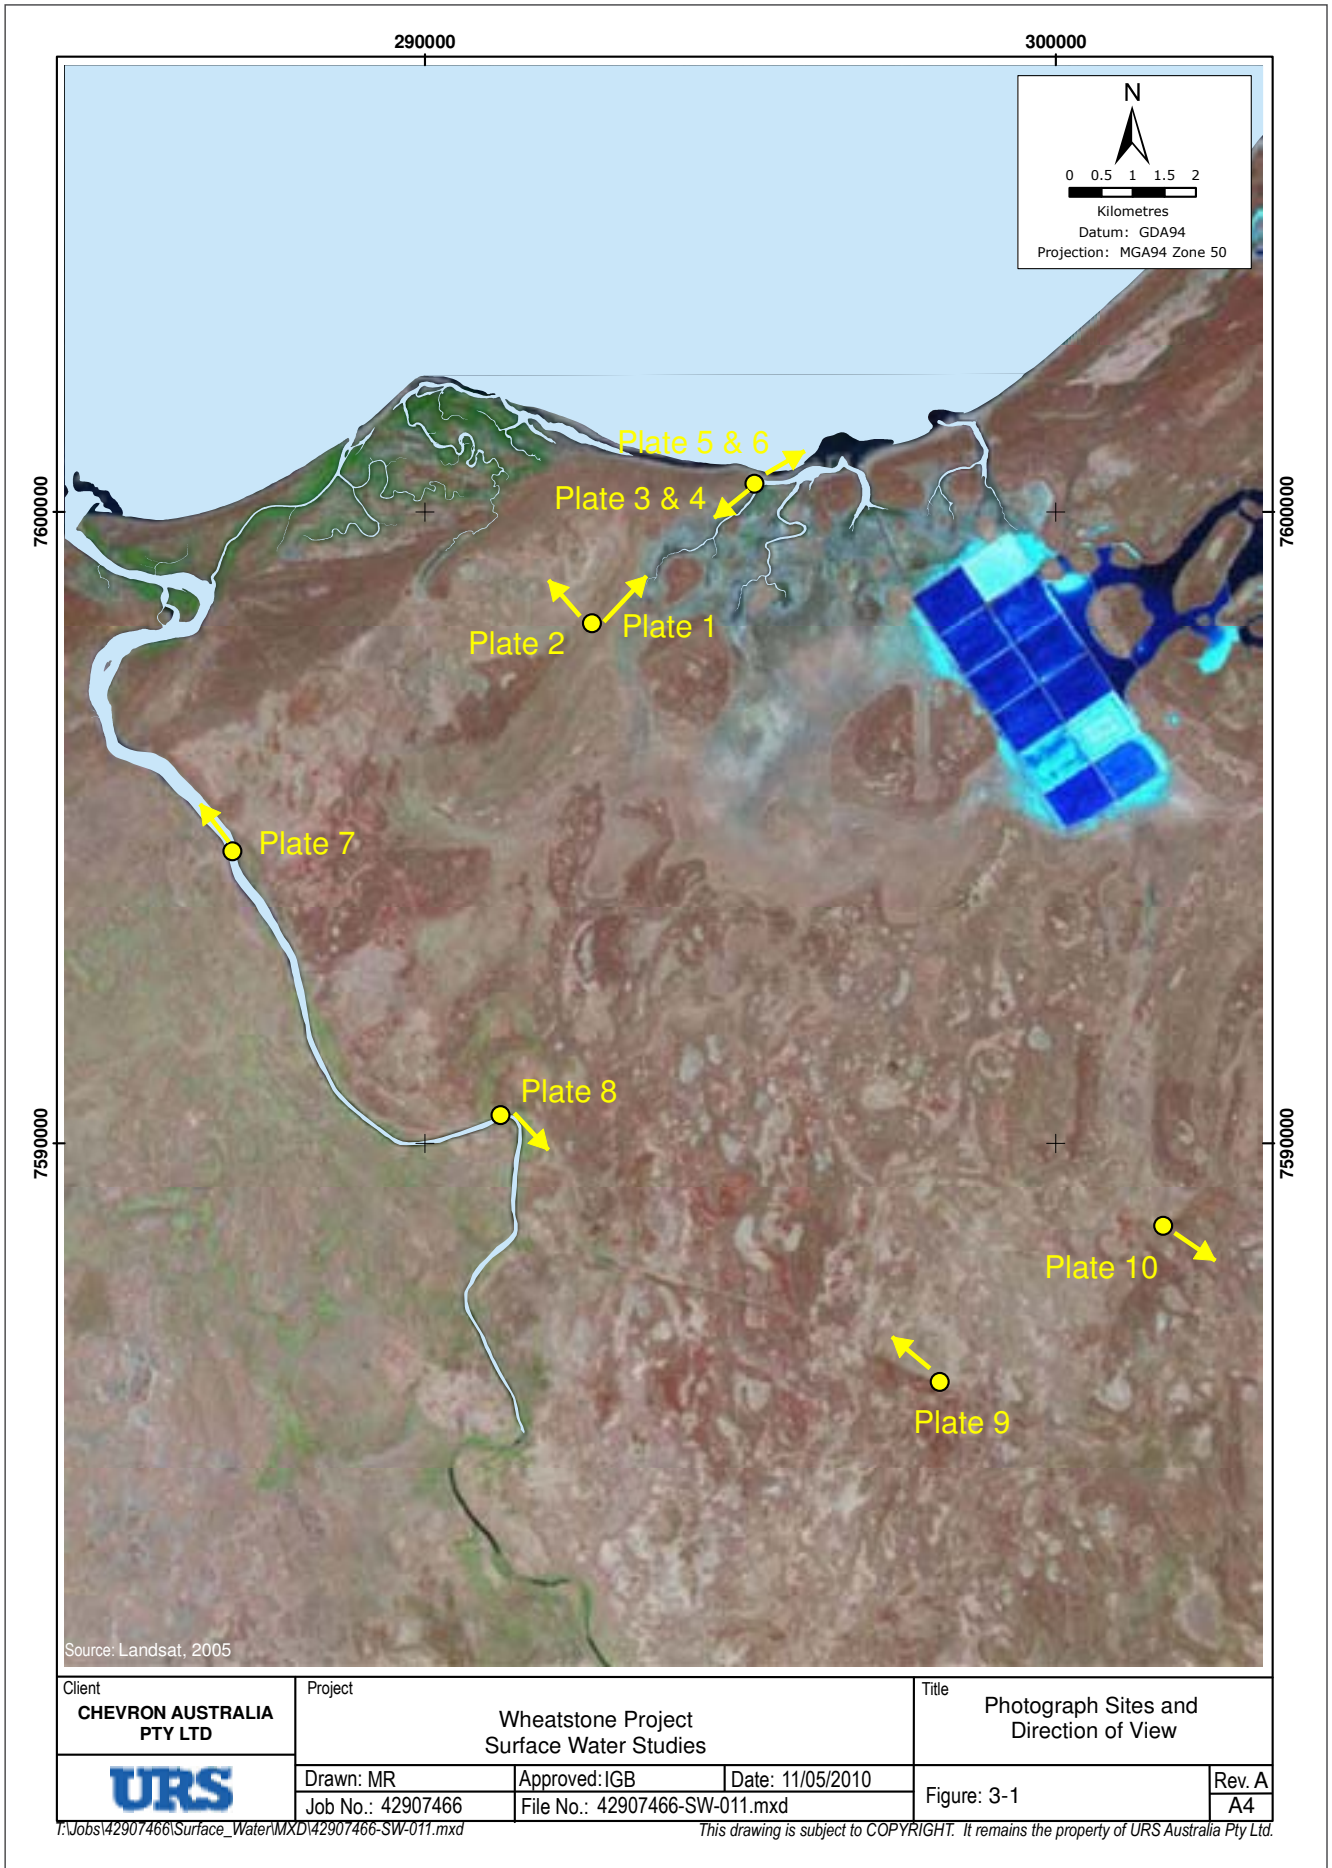 290000
300000
N
0 0.5 1 1.5 2
Kilometres
Datum: GDA94
Projection: MGA94 Zone 50
Plate 5 & 6
Plate 3 & 4
7600000
7600000
Plate 1
Plate 2
Plate 7
Plate 8
7590000
7590000
Plate 10
Plate 9
Source: Landsat, 2005
Client
CHEVRON AUSTRALIA
PTY LTD
URS
Project
Wheatstone Project
Surface Water Studies
Title
Photograph Sites and
Direction of View
Drawn: MR
Approved: IGB
Date: 11/05/2010
Job No.: 42907466
File No.: 42907466-SW-011.mxd
Figure: 3-1
Rev. A
A4
T:\Jobs\42907466\Surface_Water\MXD\42907466-SW-011.mxd
This drawing is subject to COPYRIGHT. It remains the property of URS Australia Pty Ltd.